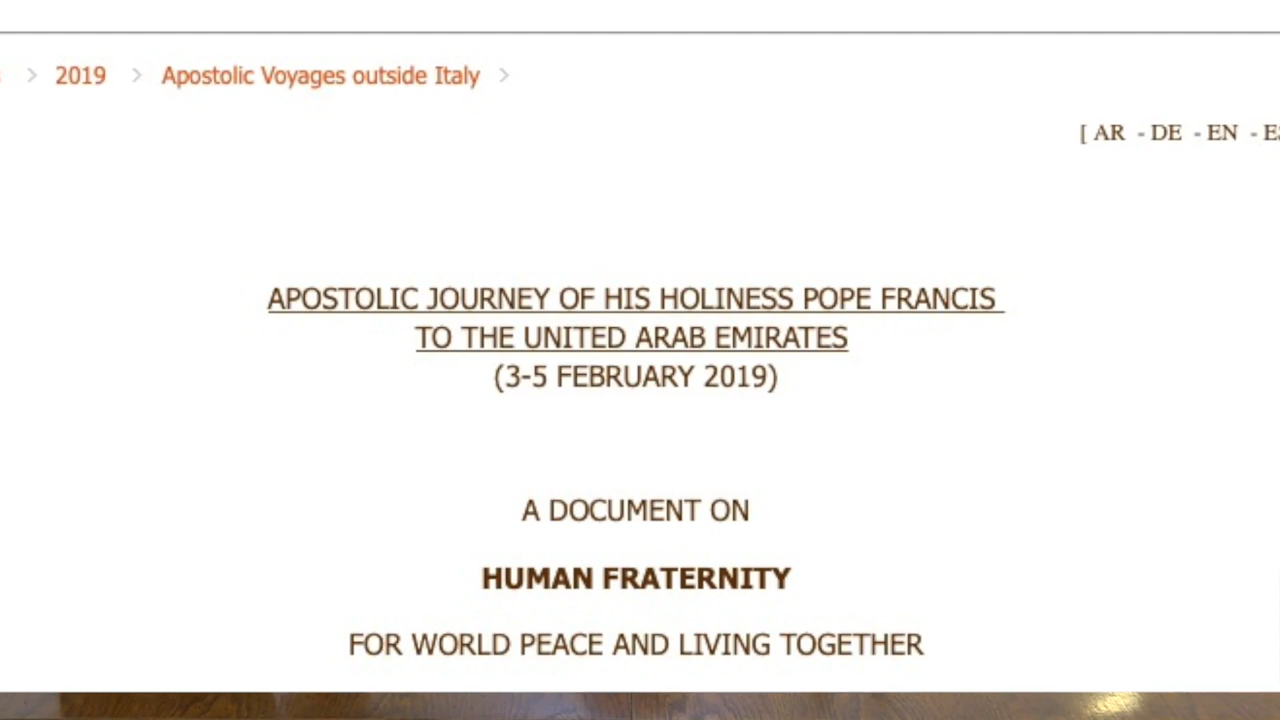 > 2019 > Apostolic Voyages outside Italy >
[ AR - DE - EN - ES
APOSTOLIC JOURNEY OF HIS HOLINESS POPE FRANCIS
TO THE UNITED ARAB EMIRATES
(3-5 FEBRUARY 2019)
A DOCUMENT ON
HUMAN FRATERNITY
FOR WORLD PEACE AND LIVING TOGETHER